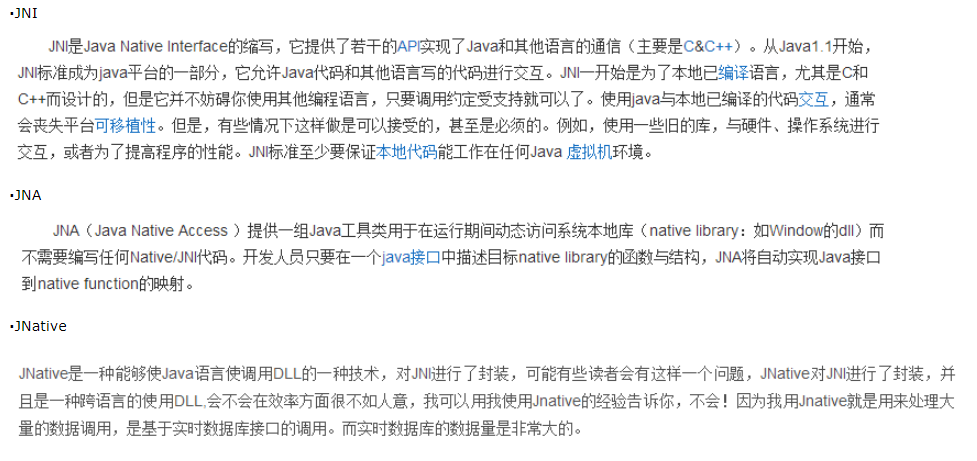 ·JNI
JNI是Java Native Interface的缩写，它提供了若干的API实现了Java和其他语言的通信（主要是C&C++）。从Java1.1开始，
JNI标准成为java平台的一部分，它允许Java代码和其他语言写的代码进行交互。JNI一开始是为了本地已编译语言，尤其是C和
C++而设计的，但是它并不妨碍你使用其他编程语言，只要调用约定受支持就可以了。使用java与本地已编译的代码交互，通常
会丧失平台可移植性。但是，有些情况下这样做是可以接受的，甚至是必须的。例如，使用一些旧的库，与硬件、操作系统进行
交互，或者为了提高程序的性能。JNI标准至少要保证本地代码能工作在任何Java 虚拟机环境。
·JNA
JNA（Java Native Access ）提供一组Java工具类用于在运行期间动态访问系统本地库（native library：如Window的dll）而
不需要编写任何Native/JNI代码。开发人员只要在一个java接口中描述目标native library的函数与结构，JNA将自动实现Java接口
到native function的映射。
·JNative
JNative是一种能够使Java语言使调用DLL的一种技术，对JNI进行了封装，可能有些读者会有这样一个问题，JNative对JNI进行了封装，并
且是一种跨语言的使用DLL,会不会在效率方面很不如人意，我可以用我使用Jnative的经验告诉你，不会！因为我用Jnative就是用来处理大
量的数据调用，是基于实时数据库接口的调用。而实时数据库的数据量是非常大的。